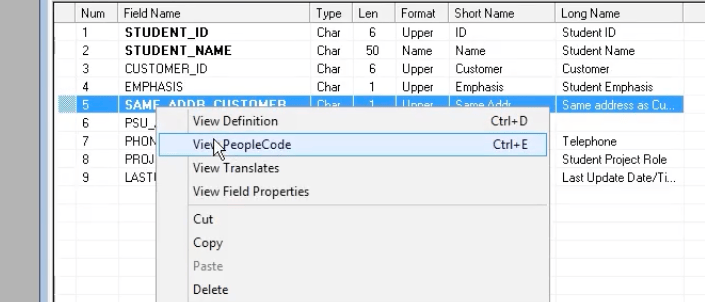 Num Field Name Type Len Format Short Name Long Name
1 STUDENT_ID Char 6 Upper ID Student ID
2 STUDENT_NAME Char 50 Name Name Student Name
3 CUSTOMER_ID Char 6 Upper Customer Customer
4 EMPHASIS Char 1 Upper Emphasis Student Emphasis
5 SAME_ADDR_CUSTOMER Char 1 Upper Same Addr Same address as Cu...
6 PSU_
7 PHON Telephone
8 PROJ Student Project Role
9 LAST Last Update Date/Ti...
View Definition Ctrl+D
View PeopleCode Ctrl+E
View Translates
View Field Properties
Cut
Copy
Paste
Delete